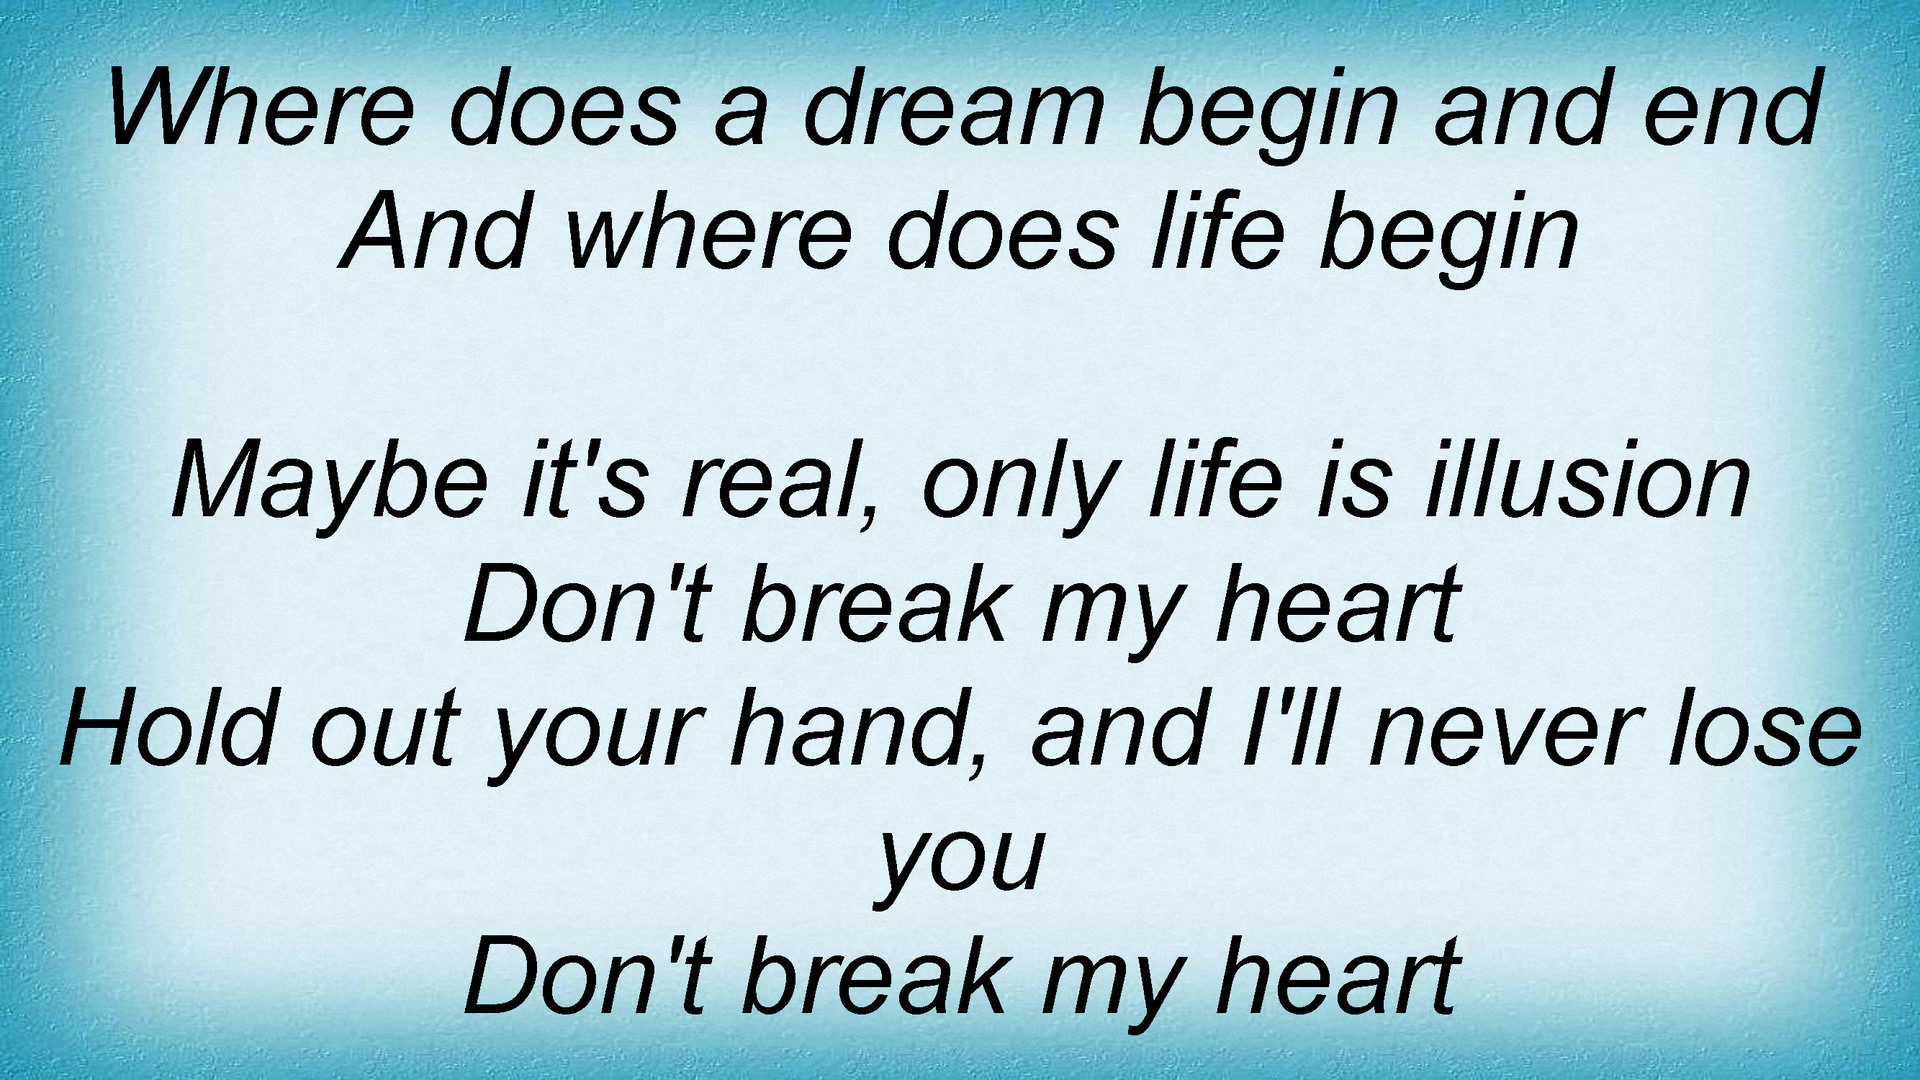 Where does a dream begin and end
And where does life begin
Maybe it's real, only life is illusion
Don't break my heart
Hold out your hand, and I'll never lose
you
Don't break my heart